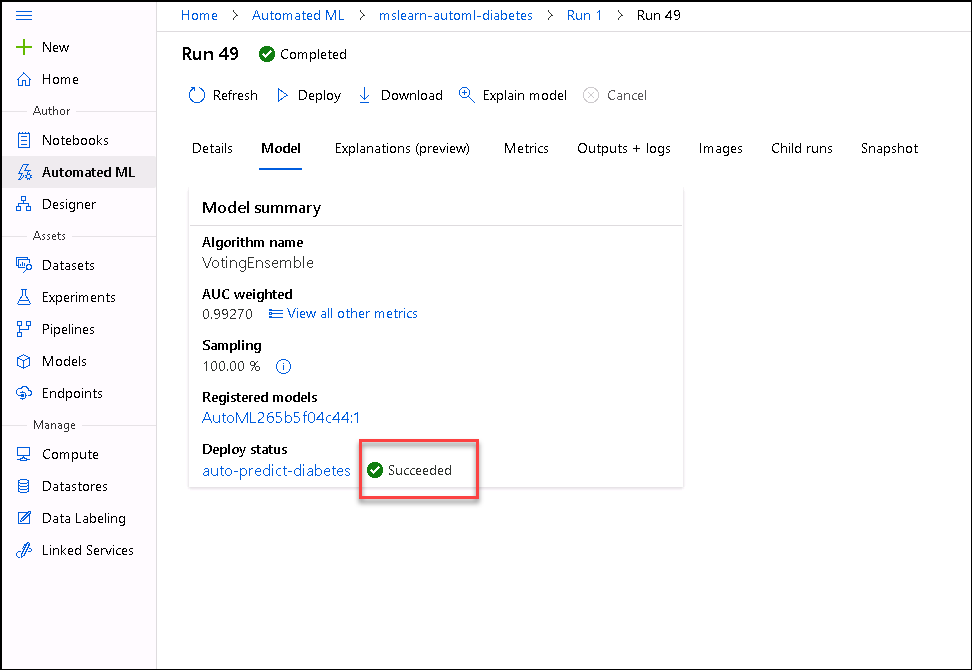 Home > Automated ML > mslearn-automl-diabetes > Run 1 > Run 49
New
Home
Author
Notebooks
Automated ML
Designer
Assets
Datasets
Experiments
Pipelines
Models
Endpoints
Manage
Compute
Datastores
Data Labeling
Linked Services
Run 49 Completed
Refresh Deploy Download Explain model Cancel
Details Model Explanations (preview) Metrics Outputs + logs Images Child runs Snapshot
Model summary
Algorithm name
VotingEnsemble
AUC weighted
0.99270 View all other metrics
Sampling
100.00 %
Registered models
AutoML265b5f04c44:1
Deploy status
auto-predict-diabetes Succeeded